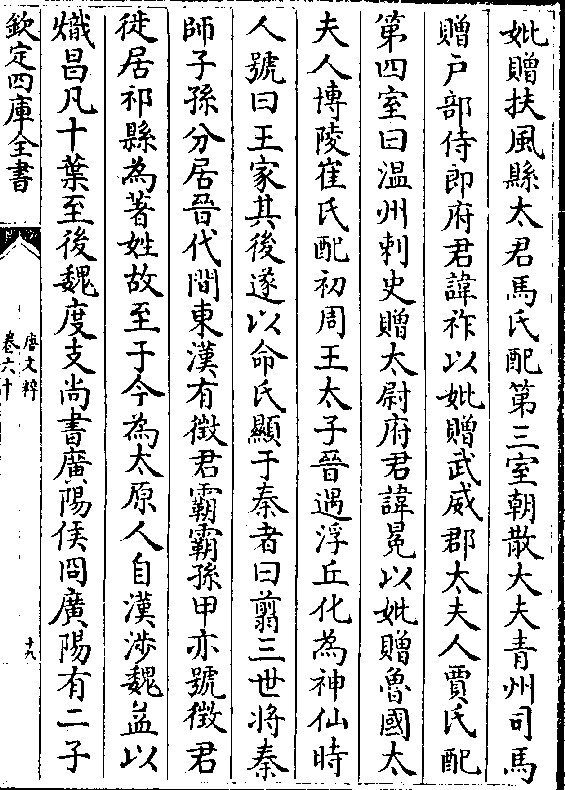 妣贈扶風縣太君馬氏配第三室朝散大夫青州司馬
贈戸部侍郎府君諱祚以妣贈武威郡太夫人賈氏配
第四室曰温州刺史贈太尉府君諱冕以妣贈魯國太
夫人博陵崔氏配初周王太子晉遇浮丘化為神仙時
人號曰王家其後遂以命氏顯于秦者曰翦三世將秦
師子孫分居晉代間東漢有徴君霸霸孫甲亦號徴君
徙居祁縣為著姓故至于今為太原人自漢涉魏益以
熾昌凡十葉至後魏度支尚書廣陽侯冏廣陽有二子
欽定四庫全書
唐文粹
卷六十
十九